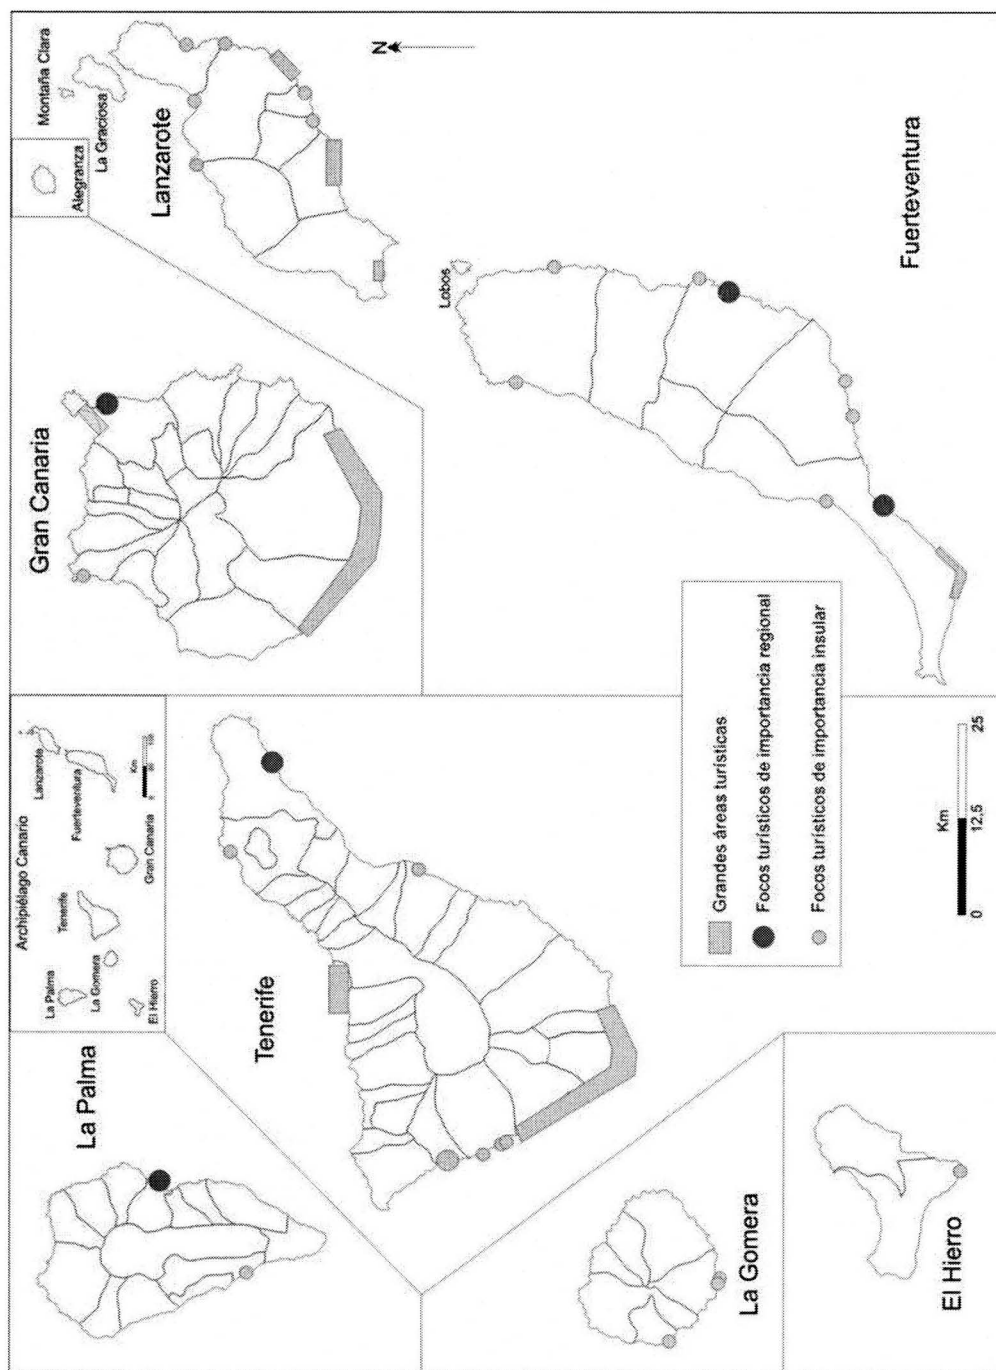 La Palma
Archipiélago Canario
La Palma
Tenerife
La Gomera
El Hierro
Gran Canaria
Fuerteventura
Lanzarote
Km
Gran Canaria
Alegranza
Montaña Clara
La Graciosa
Lanzarote
N
Tenerife
Lobos
Fuerteventura
La Gomera
El Hierro
Grandes áreas turísticas
Focos turísticos de importancia regional
Focos turísticos de importancia insular
Km
0 12,5 25